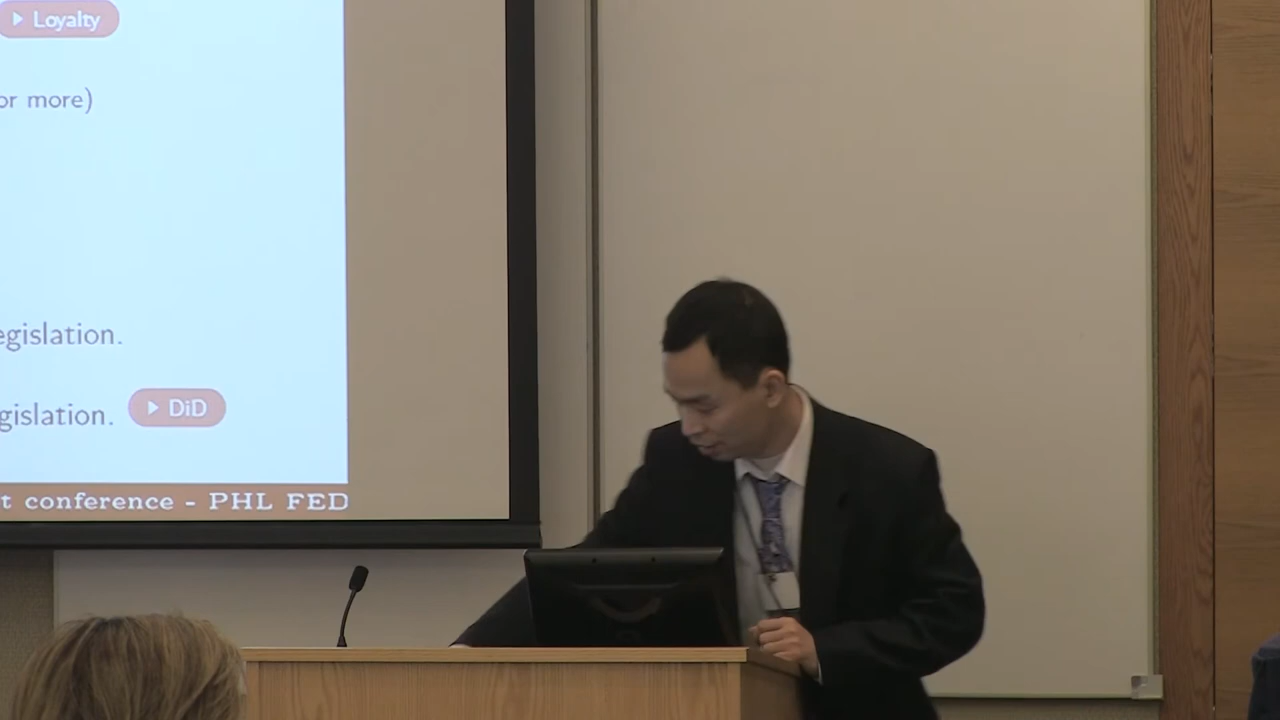 Loyalty
or more)
egislation.
gislation. DiD
t conference - PHL FED